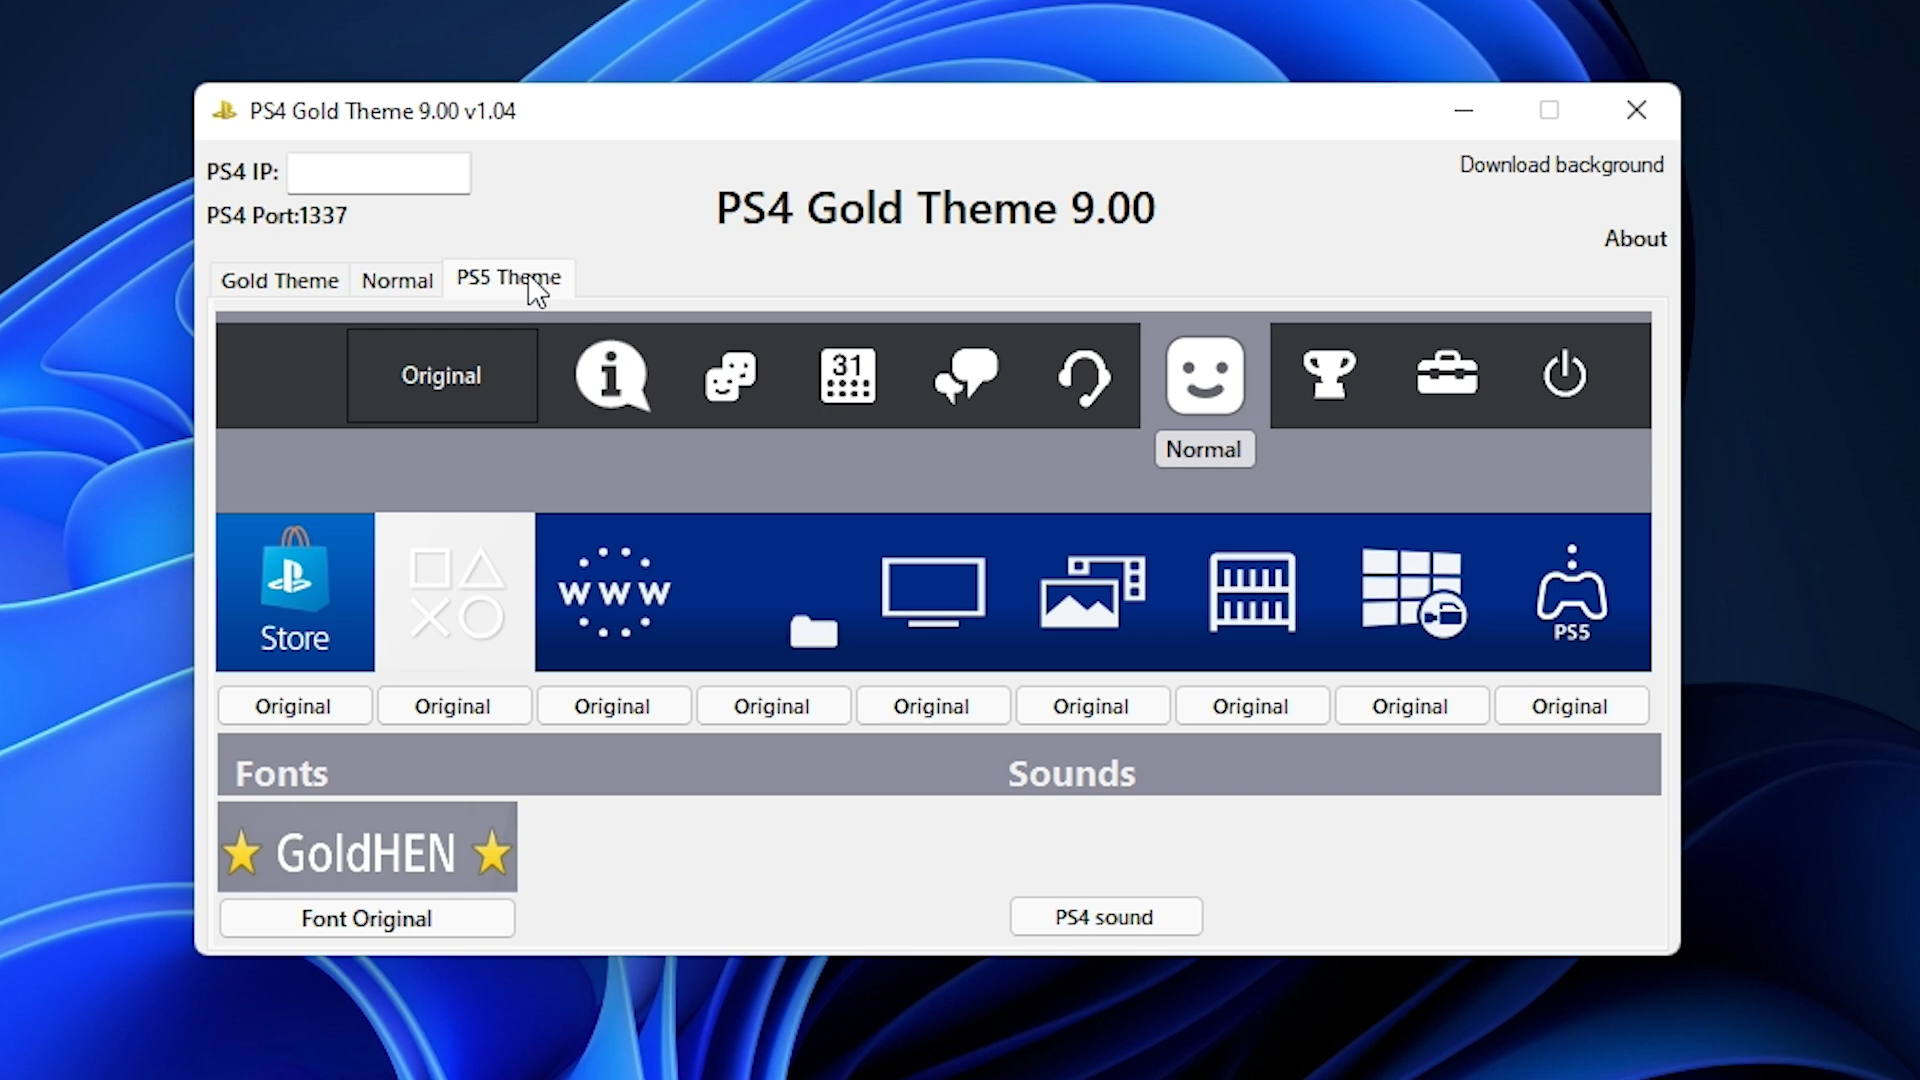 PS4 Gold Theme 9.00 v1.04
PS4 IP:
Download background
PS4 Port:1337
PS4 Gold Theme 9.00
About
Gold Theme
Normal
PS5 Theme
Original
31
Normal
Store
WWW
PS5
Original
Original
Original
Original
Original
Original
Original
Original
Original
Fonts
Sounds
GoldHEN
Font Original
PS4 sound